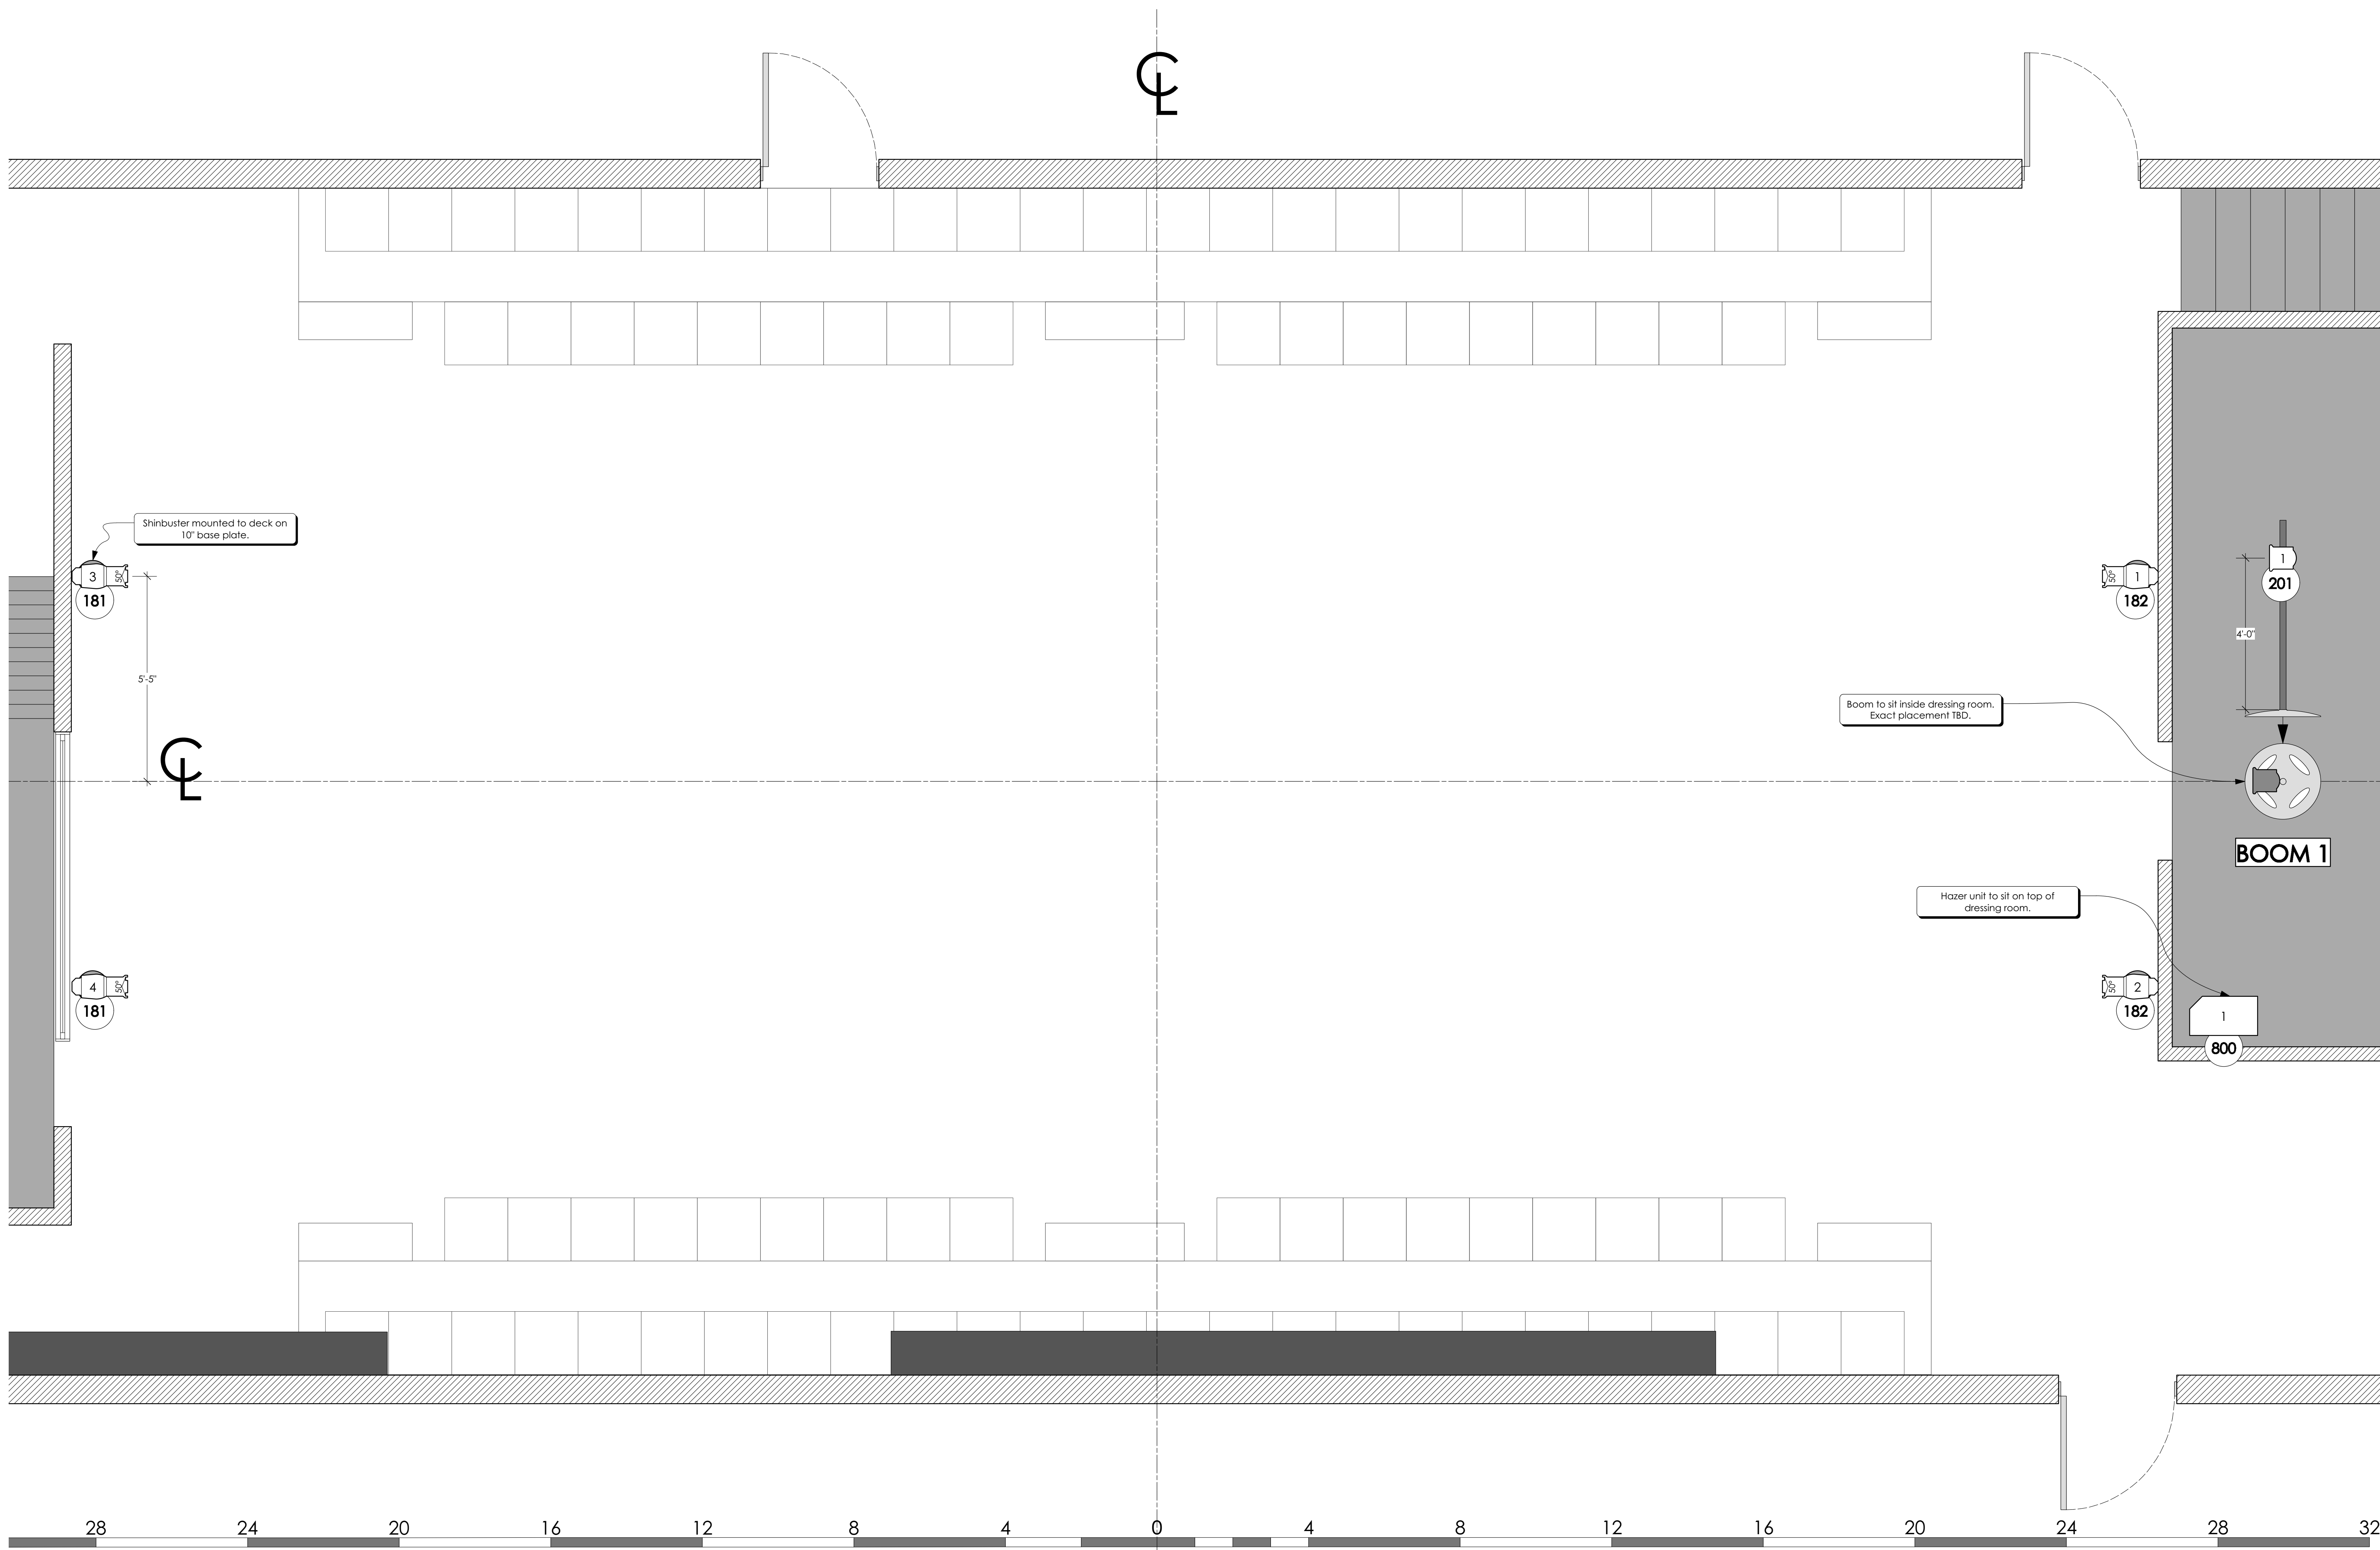 ℄
Shinbuster mounted to deck on
10" base plate.
3
50°
181
5'-5"
1
50°
182
1
201
4'-0"
Boom to sit inside dressing room.
Exact placement TBD.
℄
BOOM 1
Hazer unit to sit on top of
dressing room.
4
50°
181
2
50°
182
1
800
28 24 20 16 12 8 4 0 4 8 12 16 20 24 28 32